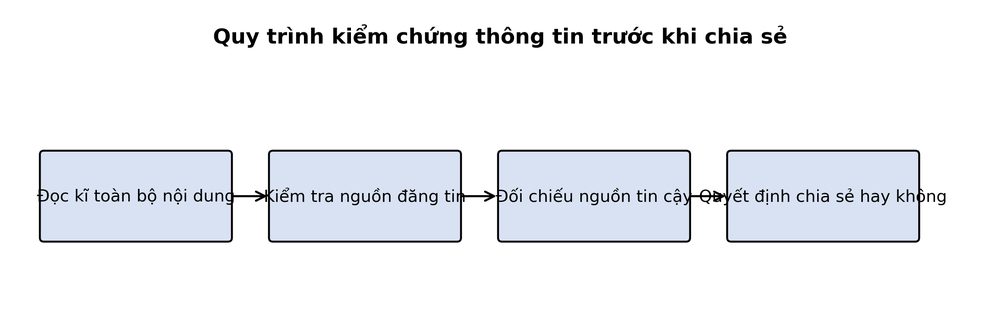 Quy trình kiểm chứng thông tin trước khi chia sẻ
Đọc kĩ toàn bộ nội dung
Kiểm tra nguồn đăng tin
Đối chiếu nguồn tin cậy
Quyết định chia sẻ hay không